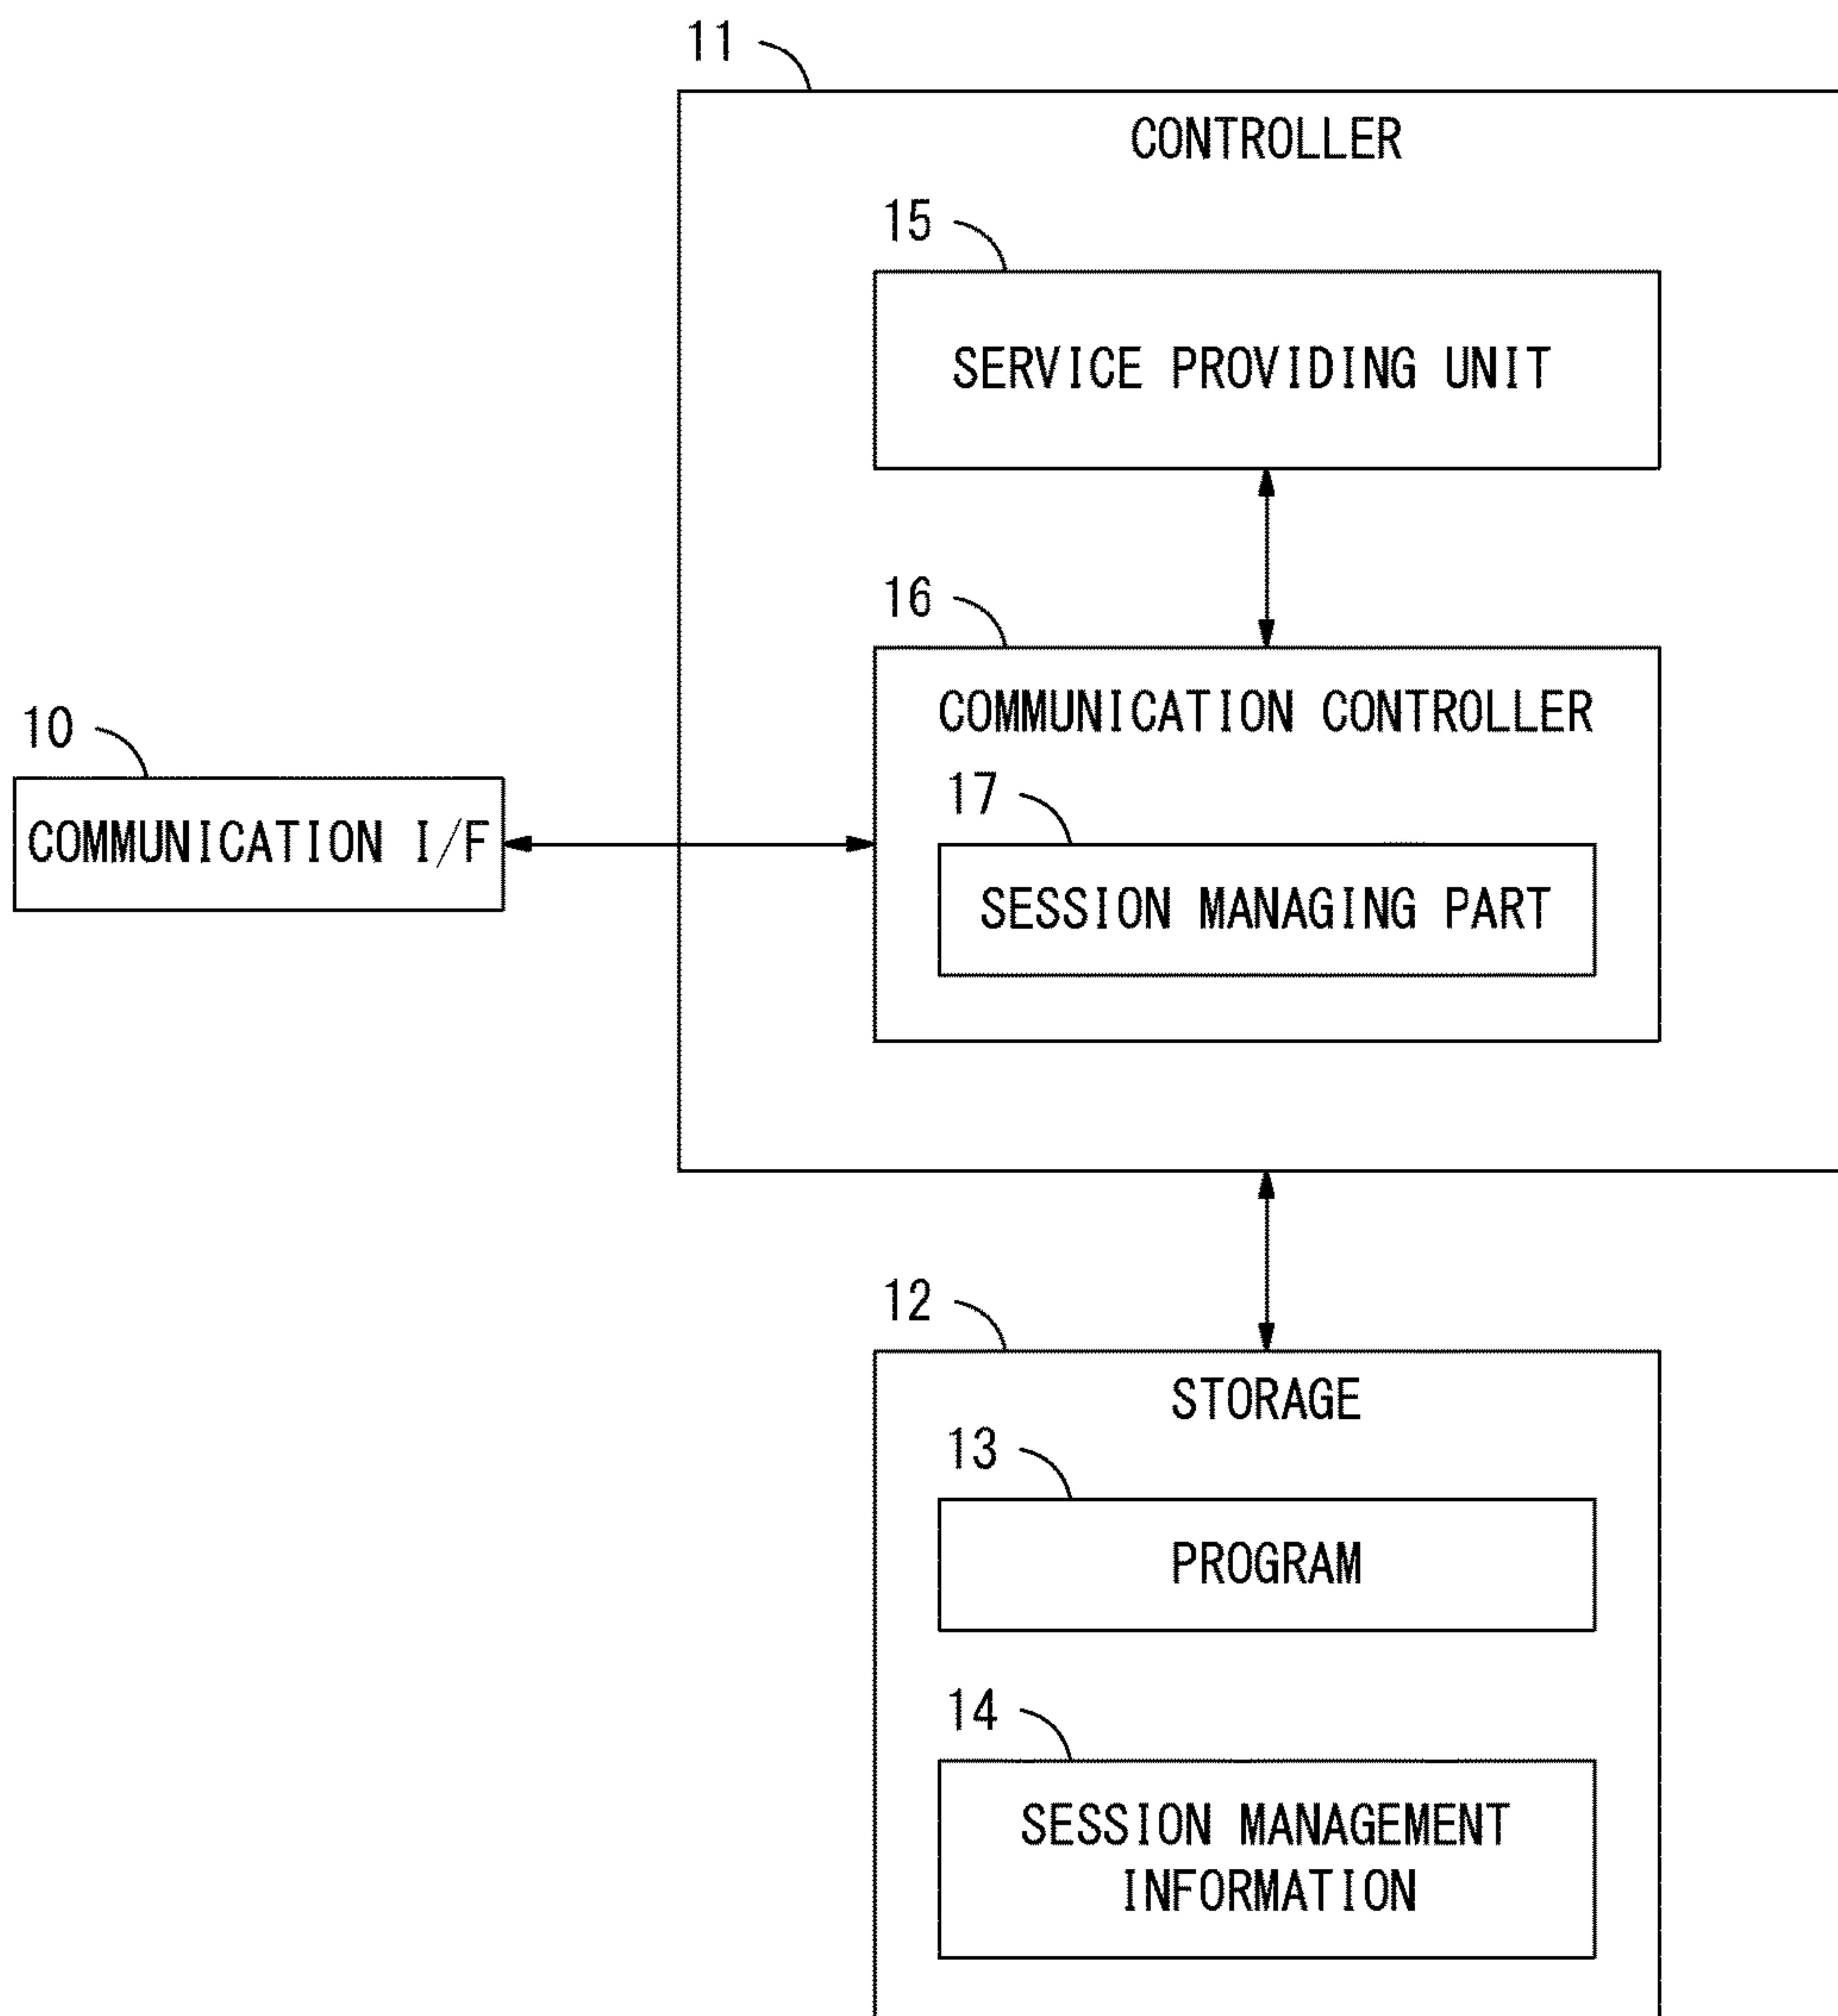 11
CONTROLLER
15
SERVICE PROVIDING UNIT
16
COMMUNICATION CONTROLLER
10
COMMUNICATION I/F
17
SESSION MANAGING PART
12
STORAGE
13
PROGRAM
14
SESSION MANAGEMENT
INFORMATION